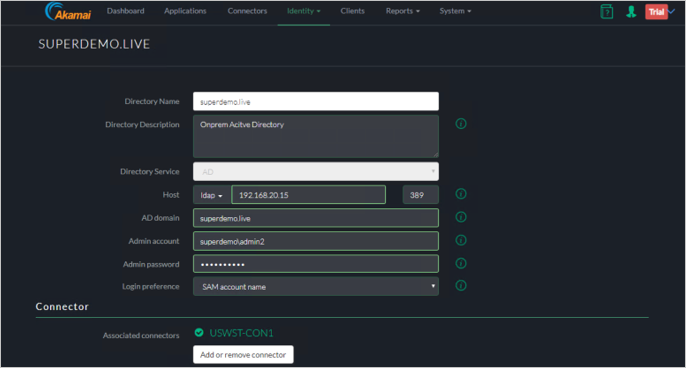 Akamai Dashboard Applications Connectors Identity Clients Reports System ? Trial
SUPERDEMO.LIVE
Directory Name superdemo.live
Directory Description Onprem Acitve Directory
Directory Service AD
Host ldap 192.168.20.15 389
AD domain superdemo.live
Admin account superdemo\admin2
Admin password ••••••••••
Login preference SAM account name
Connector
Associated connectors USWST-CON1
Add or remove connector